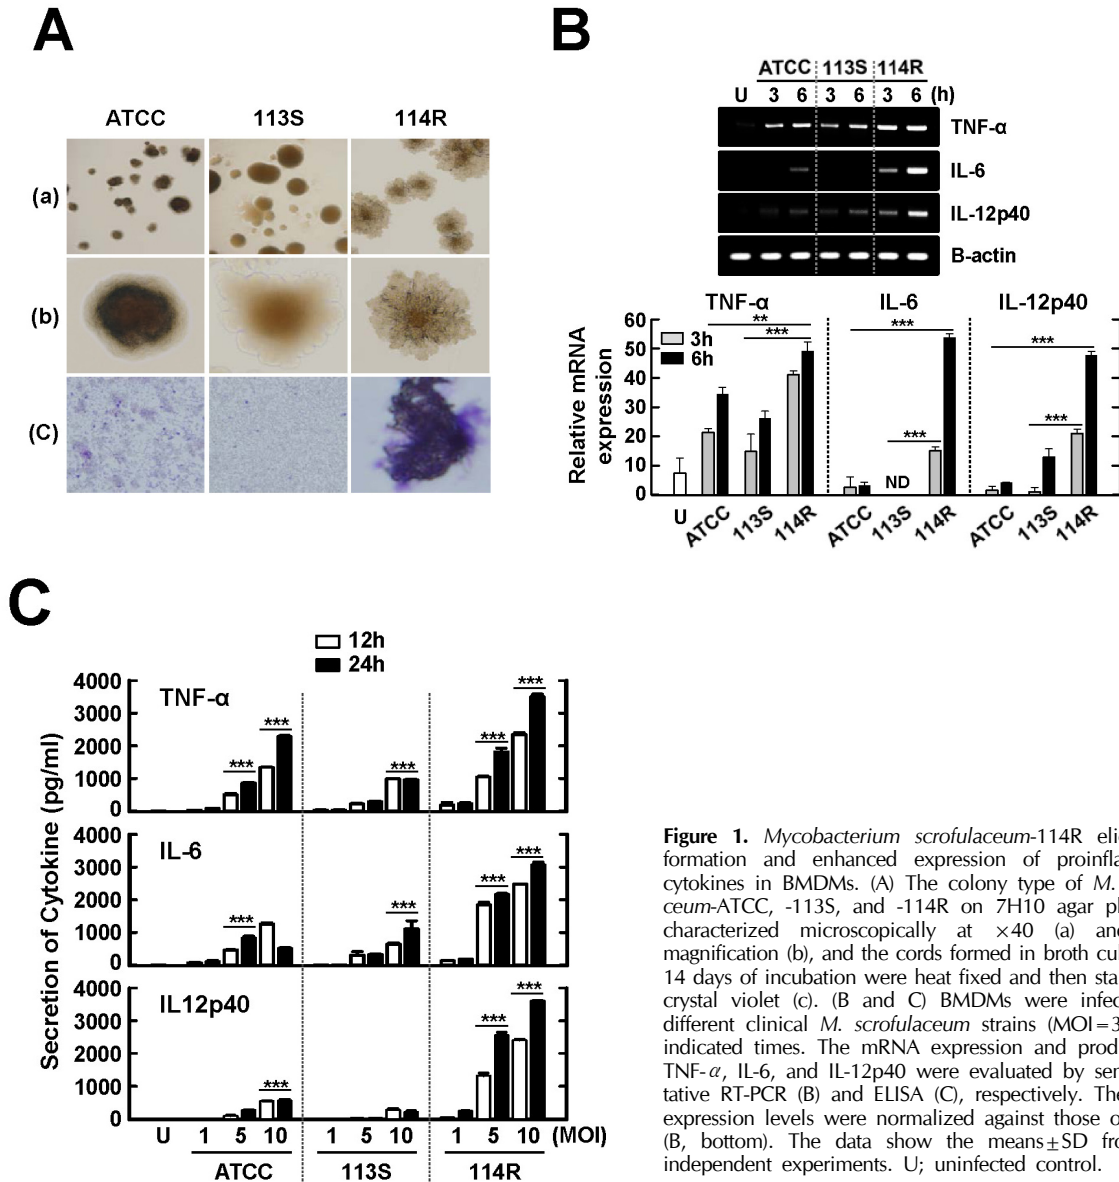 A
ATCC 113S 114R
(a)
(b)
(C)
B
ATCC 113S 114R
U 3 6 3 6 3 6 (h)
TNF-α
IL-6
IL-12p40
B-actin
TNF-α IL-6 IL-12p40
Relative mRNA
expression
60
50
40
30
20
10
0
3h
6h
** *** *** *** *** ***
ND
U ATCC 113S 114R ATCC 113S 114R ATCC 113S 114R
C
12h
24h
Secretion of Cytokine (pg/ml)
TNF-α
4000
3000
2000
1000
0
*** *** *** *** ***
IL-6
4000
3000
2000
1000
0
*** *** *** ***
IL12p40
4000
3000
2000
1000
0
*** *** ***
U 1 5 10 1 5 10 1 5 10 (MOI)
ATCC 113S 114R
Figure 1. Mycobacterium scrofulaceum-114R elic
formation and enhanced expression of proinfla
cytokines in BMDMs. (A) The colony type of M.
ceum-ATCC, -113S, and -114R on 7H10 agar pl
characterized microscopically at ×40 (a) and
magnification (b), and the cords formed in broth cu
14 days of incubation were heat fixed and then stai
crystal violet (c). (B and C) BMDMs were infec
different clinical M. scrofulaceum strains (MOI=3
indicated times. The mRNA expression and prod
TNF-α, IL-6, and IL-12p40 were evaluated by sem
tative RT-PCR (B) and ELISA (C), respectively. The
expression levels were normalized against those o
(B, bottom). The data show the means±SD fro
independent experiments. U; uninfected control.